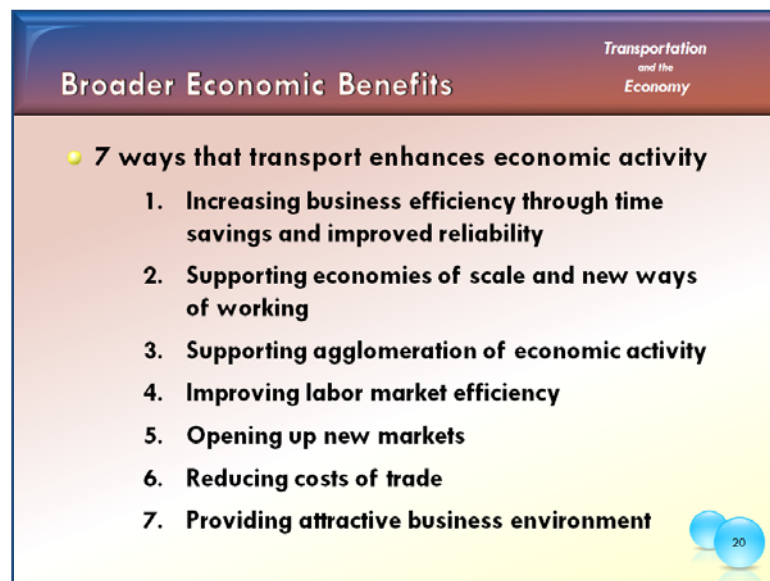 Transportation
and the
Economy
Broader Economic Benefits
7 ways that transport enhances economic activity
1. Increasing business efficiency through time
savings and improved reliability
2. Supporting economies of scale and new ways
of working
3. Supporting agglomeration of economic activity
4. Improving labor market efficiency
5. Opening up new markets
6. Reducing costs of trade
7. Providing attractive business environment
20